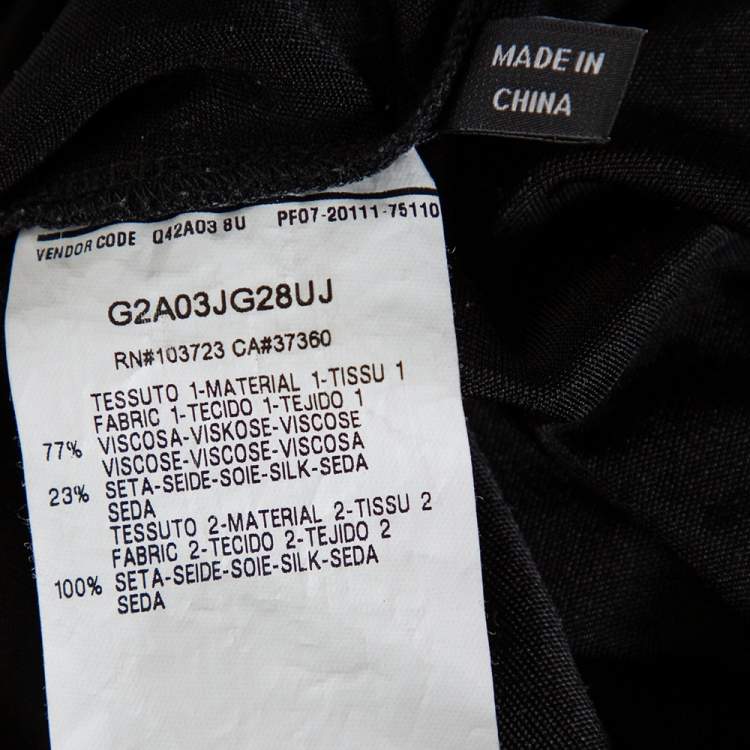 MADE IN
CHINA
VENDOR CODE Q42A03 8U PF07-20111-75110
G2A03JG28UJ
RN#103723 CA#37360
TESSUTO 1-MATERIAL 1-TISSU 1
FABRIC 1-TECIDO 1-TEJIDO 1
77% VISCOSA-VISKOSE-VISCOSE
VISCOSE-VISCOSE-VISCOSA
23% SETA-SEIDE-SOIE-SILK-SEDA
SEDA
TESSUTO 2-MATERIAL 2-TISSU 2
FABRIC 2-TECIDO 2-TEJIDO 2
100% SETA-SEIDE-SOIE-SILK-SEDA
SEDA